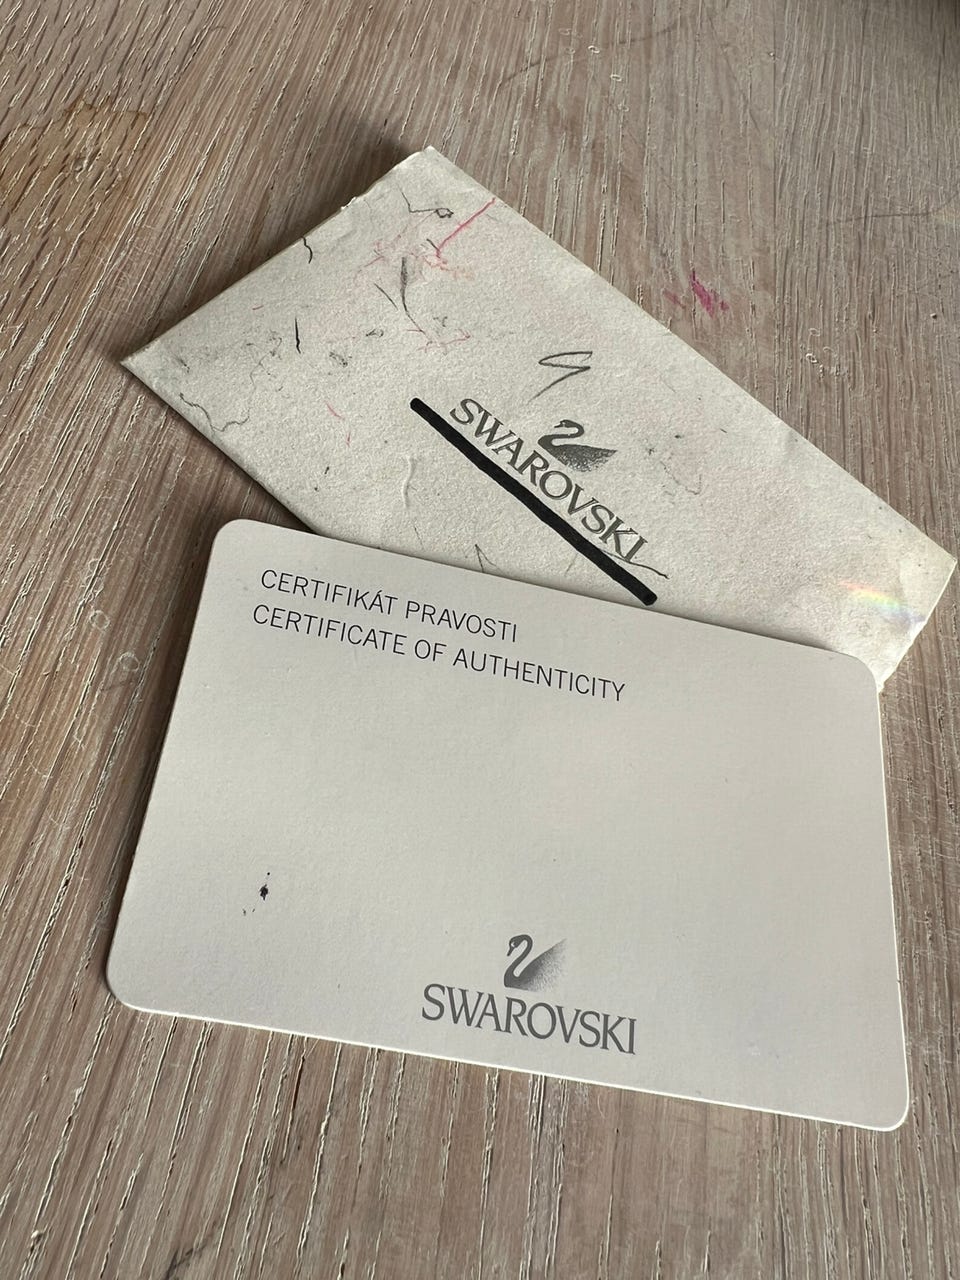 SWAROVSKI
CERTIFIKÁT PRAVOSTI
CERTIFICATE OF AUTHENTICITY
SWAROVSKI